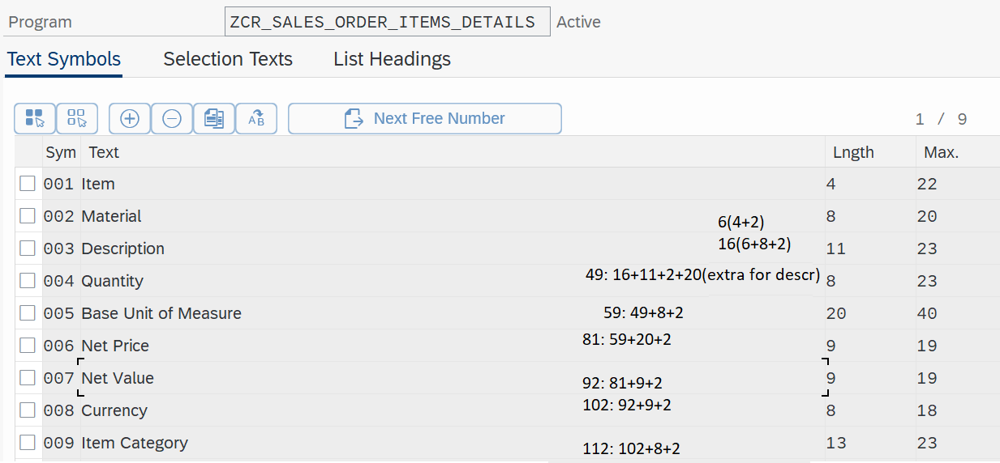 Program ZCR_SALES_ORDER_ITEMS_DETAILS Active
Text Symbols Selection Texts List Headings
AB Next Free Number 1 / 9
Sym Text Lngth Max.
001 Item 4 22
002 Material 8 20
6(4+2)
16(6+8+2)
003 Description 11 23
49: 16+11+2+20(extra for descr)
004 Quantity 8 23
005 Base Unit of Measure 59: 49+8+2 20 40
81: 59+20+2
006 Net Price 9 19
007 Net Value 92: 81+9+2 9 19
102: 92+9+2
008 Currency 8 18
009 Item Category 112: 102+8+2 13 23